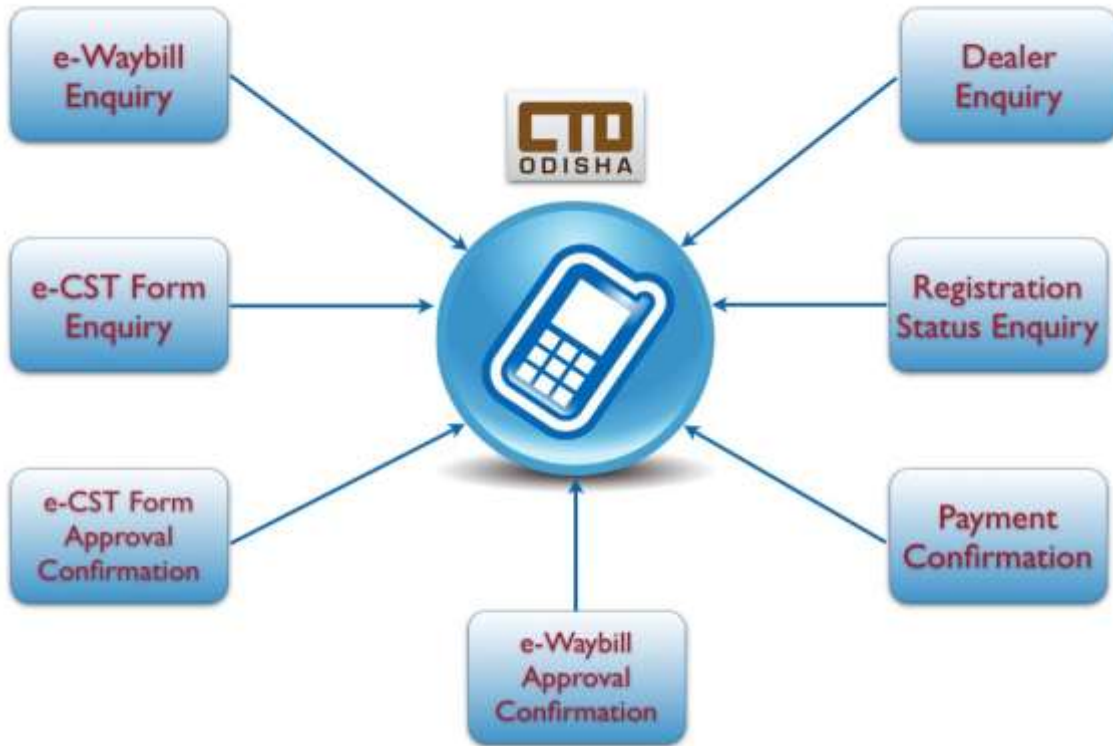 e-Waybill
Enquiry
Dealer
Enquiry
CTD
ODISHA
e-CST Form
Enquiry
Registration
Status Enquiry
e-CST Form
Approval
Confirmation
Payment
Confirmation
e-Waybill
Approval
Confirmation